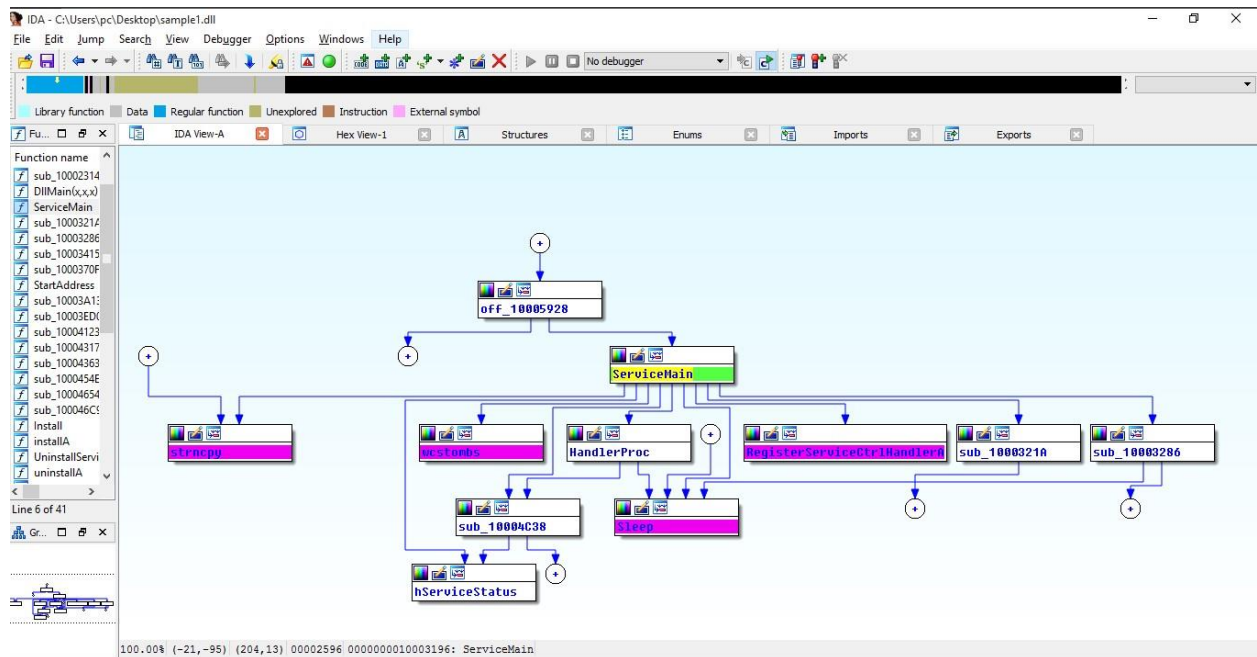 IDA - C:\Users\pc\Desktop\sample1.dll
File Edit Jump Search View Debugger Options Windows Help
No debugger
Library function Data Regular function Unexplored Instruction External symbol
Fu... IDA View-A Hex View-1 Structures Enums Imports Exports
Function name
sub_10002314
DllMain(x,x,x)
ServiceMain
sub_1000321A
sub_10003286
sub_10003415
sub_1000370F
StartAddress
sub_10003A13
sub_10003ED0
sub_10004123
sub_10004317
sub_10004363
sub_1000454E
sub_10004654
sub_100046C9
Install
installA
UninstallServi
uninstallA
Line 6 of 41
Gr...
off_10005928
ServiceMain
strncpy
wcstombs
HandlerProc
RegisterServiceCtrlHandlerA
sub_1000321A
sub_10003286
sub_10004C38
Sleep
hServiceStatus
100.00% (-21,-95) (204,13) 00002596 0000000010003196: ServiceMain